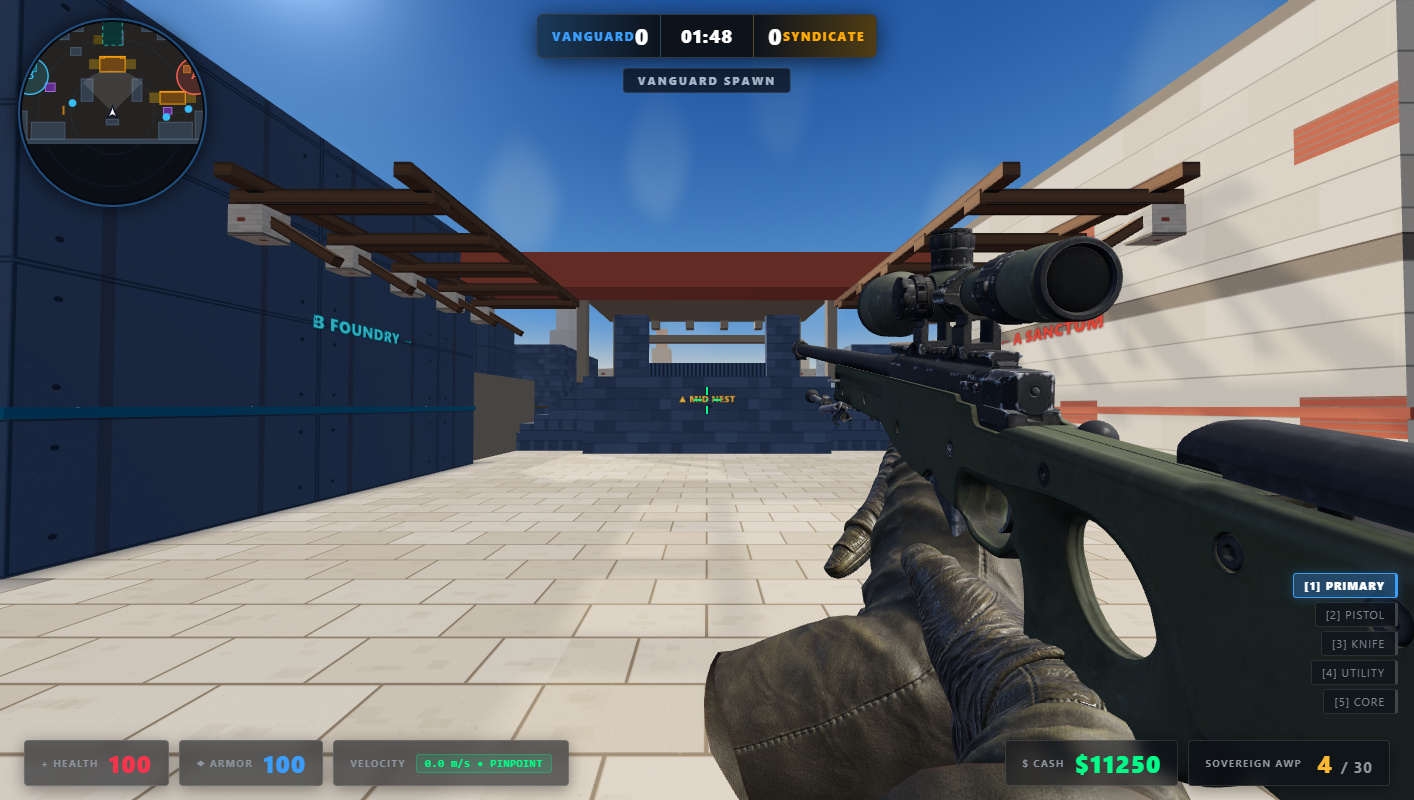 VANGUARD 0 01:48 0 SYNDICATE
VANGUARD SPAWN
B FOUNDRY →
A SANCTUM
▲ MID NEST
[1] PRIMARY
[2] PISTOL
[3] KNIFE
[4] UTILITY
[5] CORE
+ HEALTH 100
ARMOR 100
VELOCITY 0.0 m/s • PINPOINT
$ CASH $11250
SOVEREIGN AWP 4 / 30